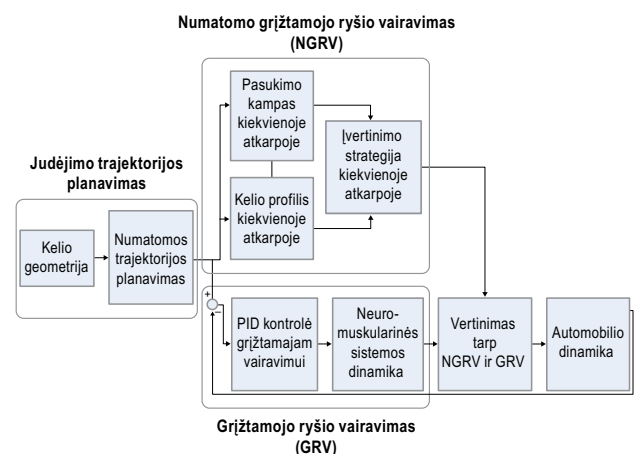 Numatomo grįžtamojo ryšio vairavimas
(NGRV)
Pasukimo
kampas
kiekvienoje
atkarpoje
Įvertinimo
strategija
kiekvienoje
atkarpoje
Judėjimo trajektorijos
planavimas
Kelio profilis
kiekvienoje
atkarpoje
Kelio
geometrija
Numatomos
trajektorijos
planavimas
+
−
PID kontrolė
grįžtamajam
vairavimui
Neuro-
muskularinės
sistemos
dinamika
Vertinimas
tarp
NGRV ir GRV
Automobilio
dinamika
Grįžtamojo ryšio vairavimas
(GRV)